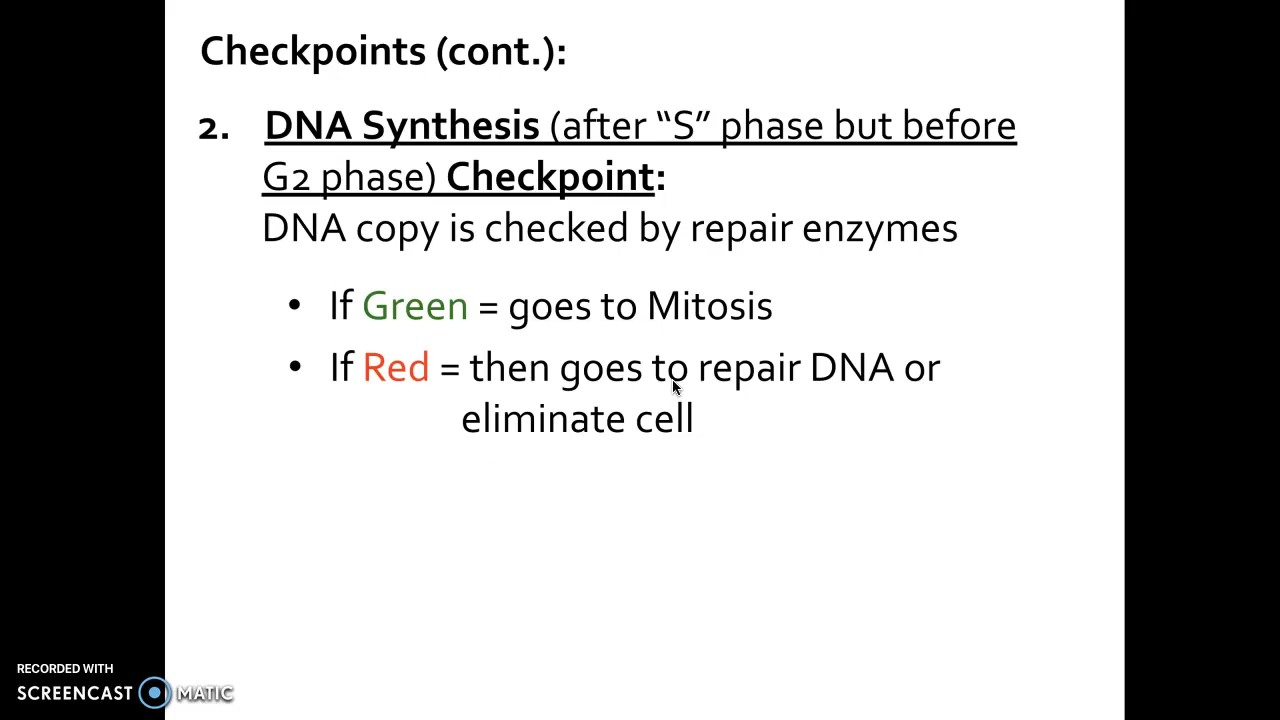 Checkpoints (cont.):
2. DNA Synthesis (after “S” phase but before
G2 phase) Checkpoint:
DNA copy is checked by repair enzymes
• If Green = goes to Mitosis
• If Red = then goes to repair DNA or
eliminate cell
RECORDED WITH
SCREENCAST MATIC